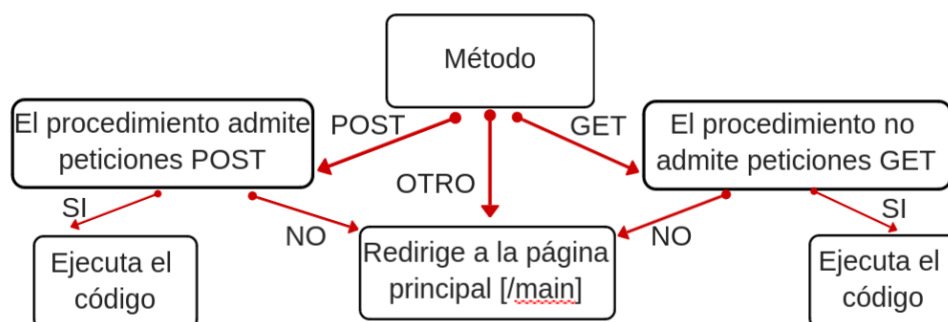 Método
El procedimiento admite
peticiones POST
POST
OTRO
GET
El procedimiento no
admite peticiones GET
SI
NO
NO
SI
Ejecuta el
código
Redirige a la página
principal [/main]
Ejecuta el
código